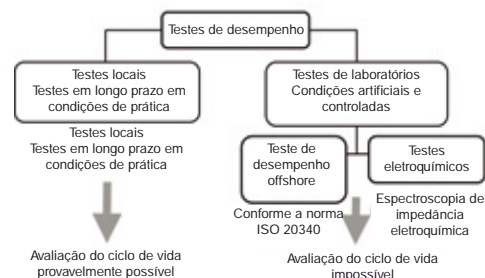 Testes de desempenho
Testes locais
Testes em longo prazo em
condições de prática
Testes de laboratórios
Condições artificiais e
controladas
Testes locais
Testes em longo prazo em
condições de prática
Teste de
desempenho
offshore
Testes
eletroquímicos
Conforme a norma
ISO 20340
Espectroscopia de
impedância
eletroquímica
Avaliação do ciclo de vida
provavelmente possível
Avaliação do ciclo de vida
impossível